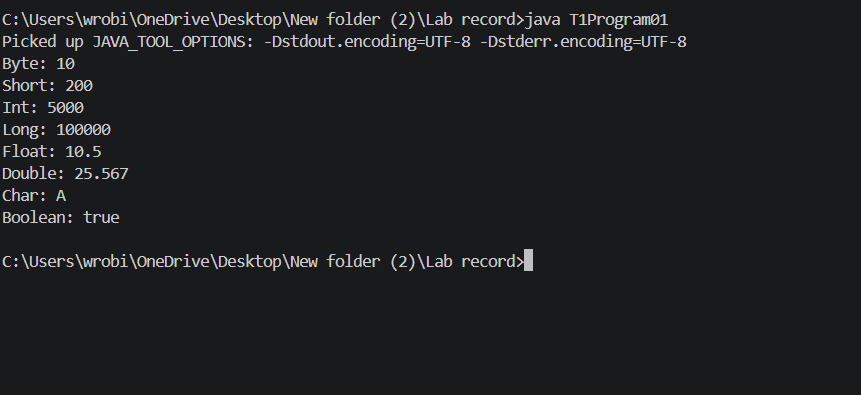 C:\Users\wrobi\OneDrive\Desktop\New folder (2)\Lab record>java T1Program01
Picked up JAVA_TOOL_OPTIONS: -Dstdout.encoding=UTF-8 -Dstderr.encoding=UTF-8
Byte: 10
Short: 200
Int: 5000
Long: 100000
Float: 10.5
Double: 25.567
Char: A
Boolean: true
C:\Users\wrobi\OneDrive\Desktop\New folder (2)\Lab record>